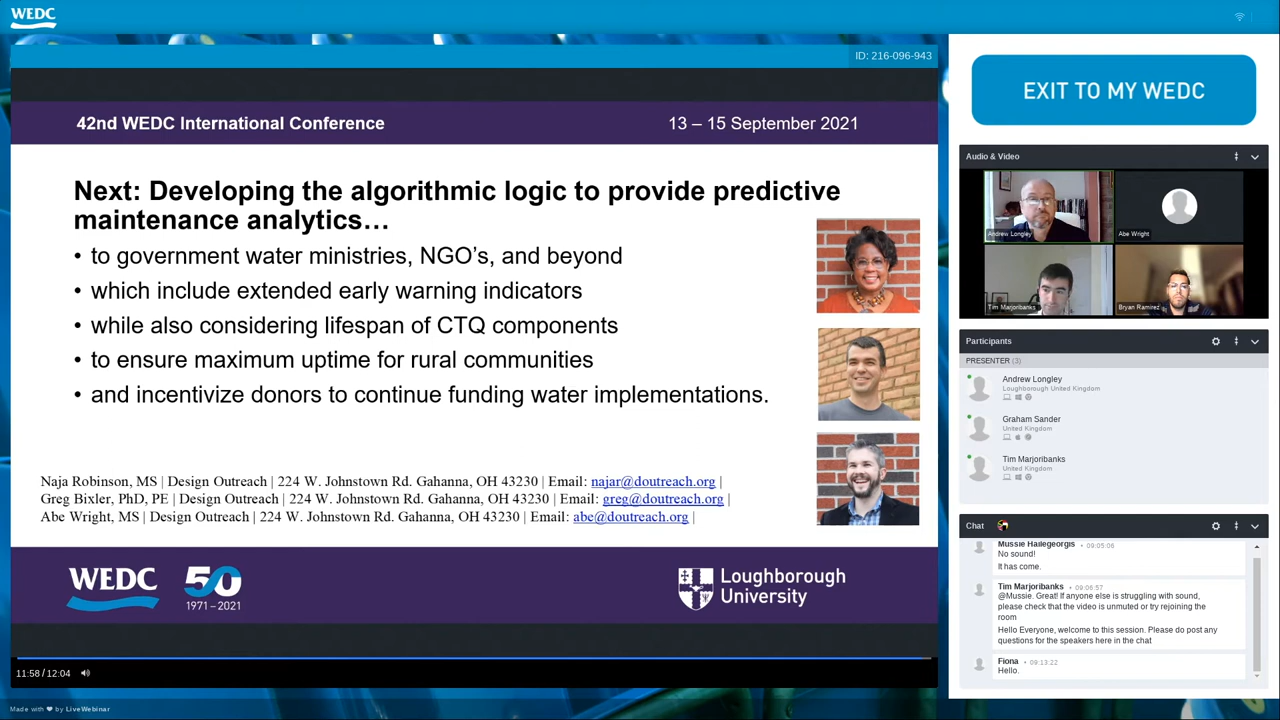 WEDC
ID: 216-096-943
42nd WEDC International Conference
13 – 15 September 2021
Next: Developing the algorithmic logic to provide predictive
maintenance analytics…
• to government water ministries, NGO’s, and beyond
• which include extended early warning indicators
• while also considering lifespan of CTQ components
• to ensure maximum uptime for rural communities
• and incentivize donors to continue funding water implementations.
Naja Robinson, MS | Design Outreach | 224 W. Johnstown Rd. Gahanna, OH 43230 | Email: najar@doutreach.org |
Greg Bixler, PhD, PE | Design Outreach | 224 W. Johnstown Rd. Gahanna, OH 43230 | Email: greg@doutreach.org |
Abe Wright, MS | Design Outreach | 224 W. Johnstown Rd. Gahanna, OH 43230 | Email: abe@doutreach.org |
WEDC
50
1971 – 2021
Loughborough
University
11:58 / 12:04
Made with ❤ by LiveWebinar
EXIT TO MY WEDC
Audio & Video
Andrew Longley
Abe Wright
Tim Marjoribanks
Bryan Ramirez
Participants
PRESENTER (3)
Andrew Longley
Loughborough United Kingdom
Graham Sander
United Kingdom
Tim Marjoribanks
United Kingdom
Chat
Mussie Hailegeorgis • 09:05:06
No sound!
It has come.
Tim Marjoribanks • 09:06:57
@Mussie. Great! If anyone else is struggling with sound,
please check that the video is unmuted or try rejoining the
room
Hello Everyone, welcome to this session. Please do post any
questions for the speakers here in the chat
Fiona • 09:13:22
Hello.